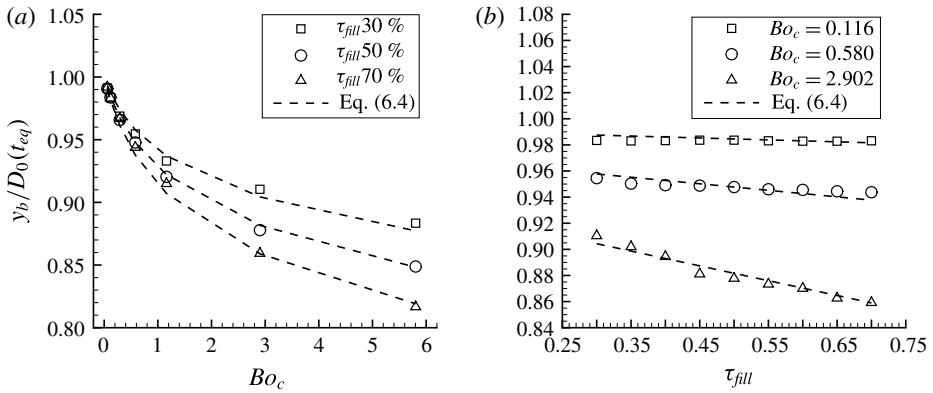 (a)
1.05
1.00
0.95
0.90
0.85
0.80
y_b/D_0(t_eq)
τ_fill 30 %
τ_fill 50 %
τ_fill 70 %
Eq. (6.4)
0 1 2 3 4 5 6
Bo_c
(b)
1.08
1.06
1.04
1.02
1.00
0.98
0.96
0.94
0.92
0.90
0.88
0.86
0.84
Bo_c = 0.116
Bo_c = 0.580
Bo_c = 2.902
Eq. (6.4)
0.25 0.35 0.45 0.55 0.65 0.75
τ_fill